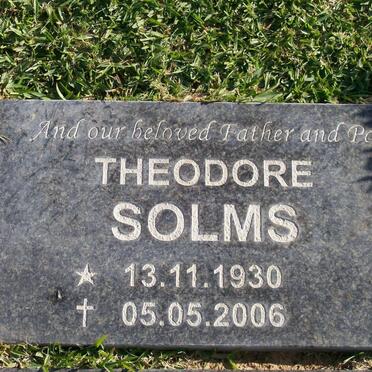 And our beloved Father and
THEODORE
SOLMS
☆ 13.11.1930
✝ 05.05.2006